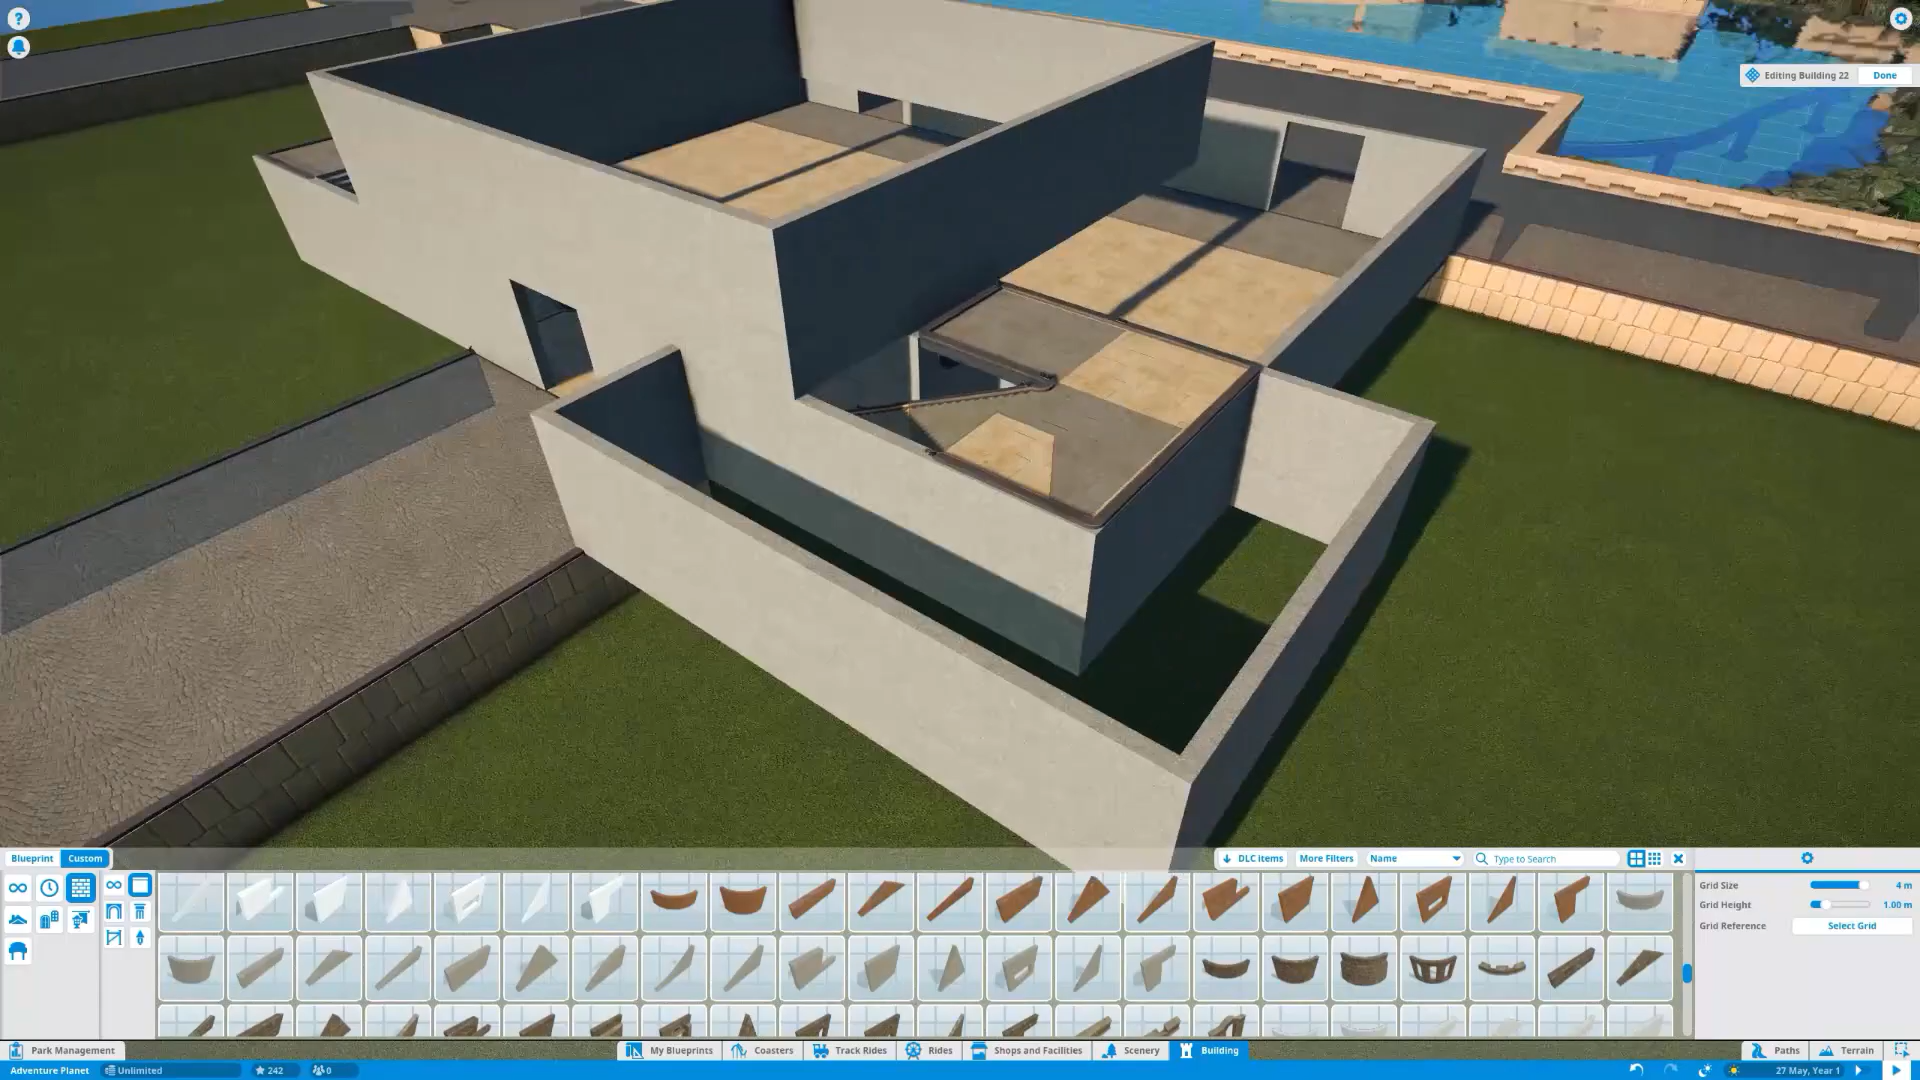 ?
Editing Building 22
Done
Blueprint
Custom
DLC items
More Filters
Name
Type to Search
Grid Size
4 m
Grid Height
1.00 m
Grid Reference
Select Grid
Park Management
My Blueprints
Coasters
Track Rides
Rides
Shops and Facilities
Scenery
Building
Paths
Terrain
Adventure Planet
Unlimited
242
0
27 May, Year 1